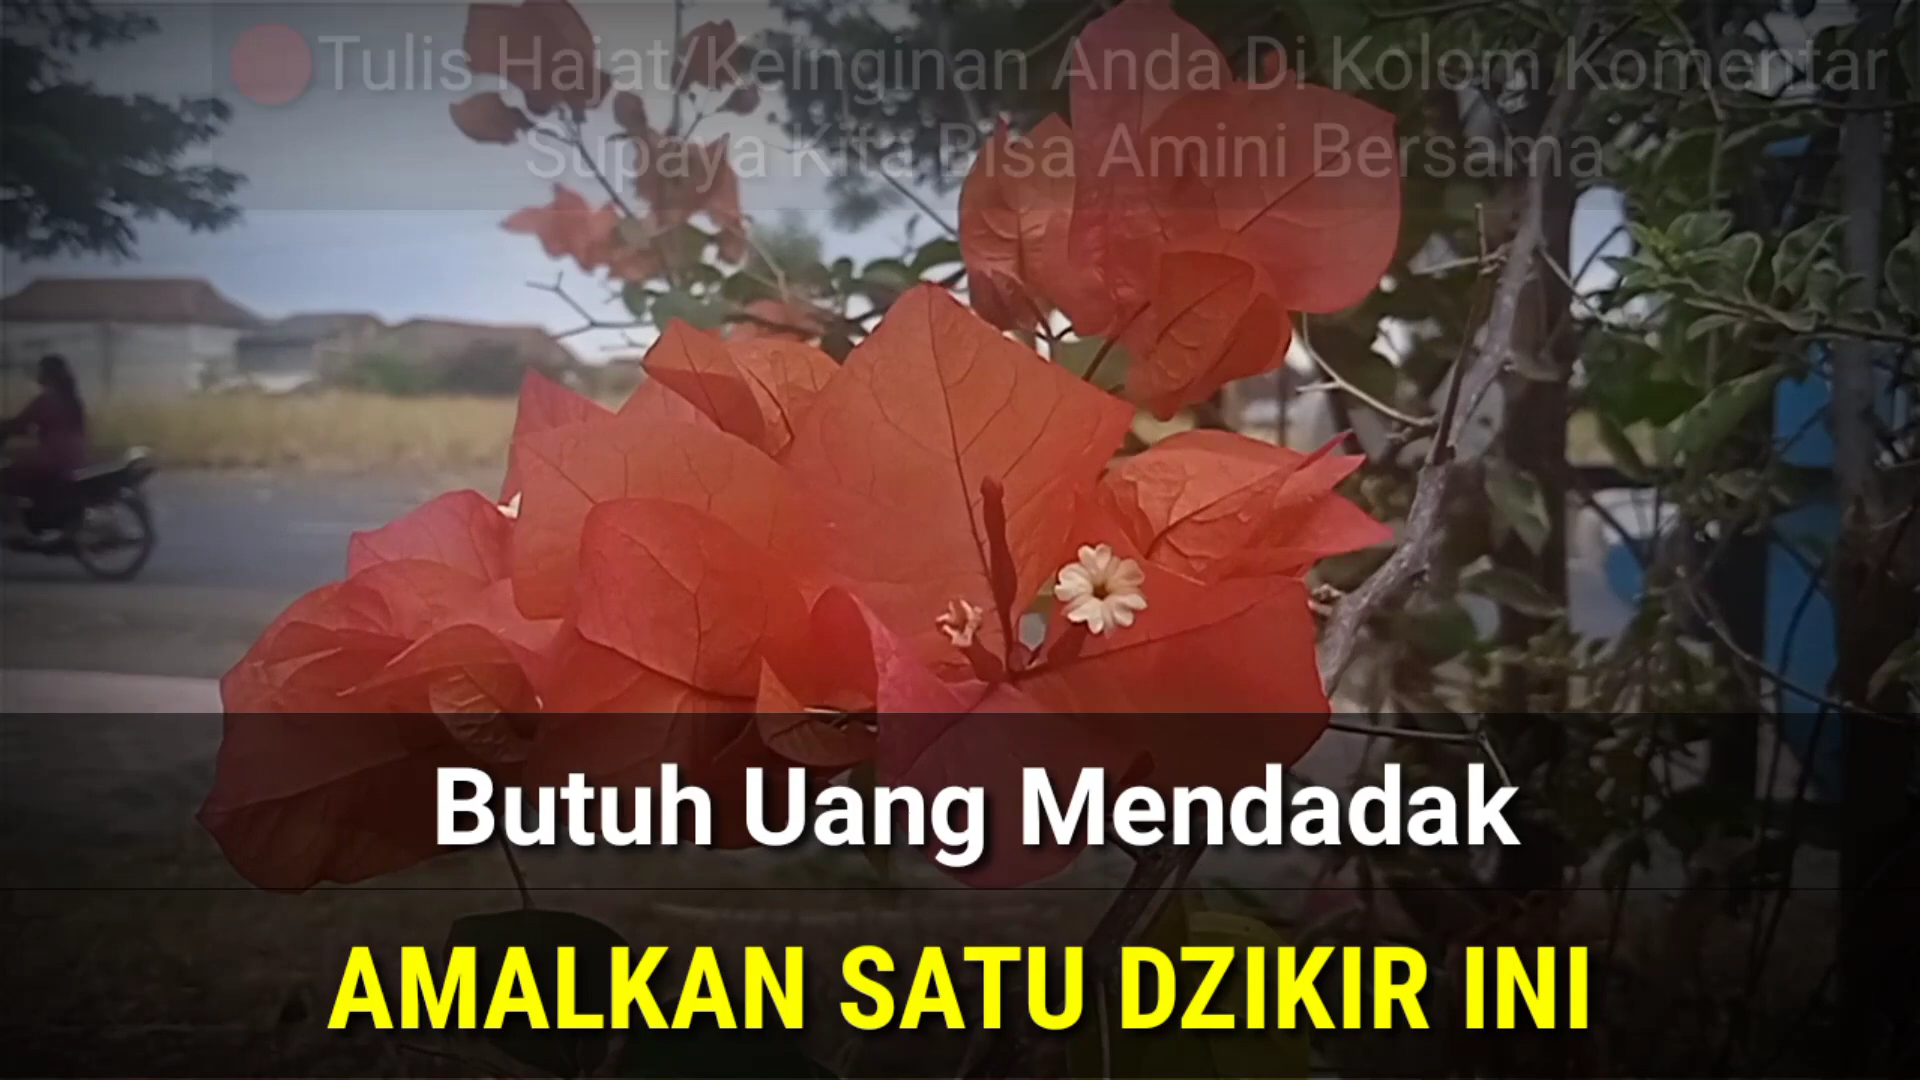 Tulis Hajat/Keinginan Anda Di Kolom Komentar
Supaya Kita Bisa Amini Bersama
Butuh Uang Mendadak
AMALKAN SATU DZIKIR INI